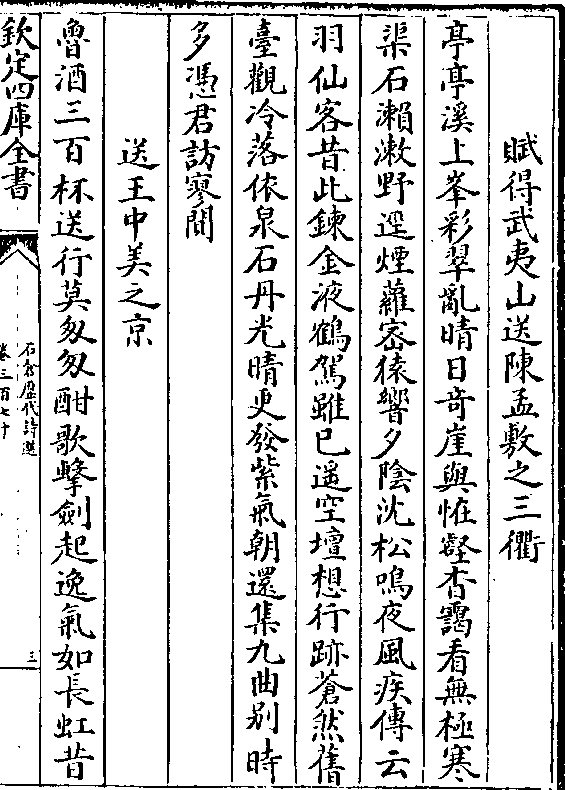 賦得武夷山送陳孟敷之三衢
亭亭溪上峯彩翠亂晴日竒崖與恠壑杳靄看無極寒
渠石瀨漱野逕煙蘿密猿響夕陰沈松鳴夜風疾傳云
羽仙客昔此鍊金液鶴駕雖已遥空壇想行跡蒼然舊
臺觀冷落依泉石丹光晴更發紫氣朝還集九曲别時
多憑君訪寥閴
送王中美之京
魯酒三百杯送行莫匆匆酣歌擊劍起逸氣如長虹昔
欽定四庫全書
石倉歷代詩選
卷三百七十
三